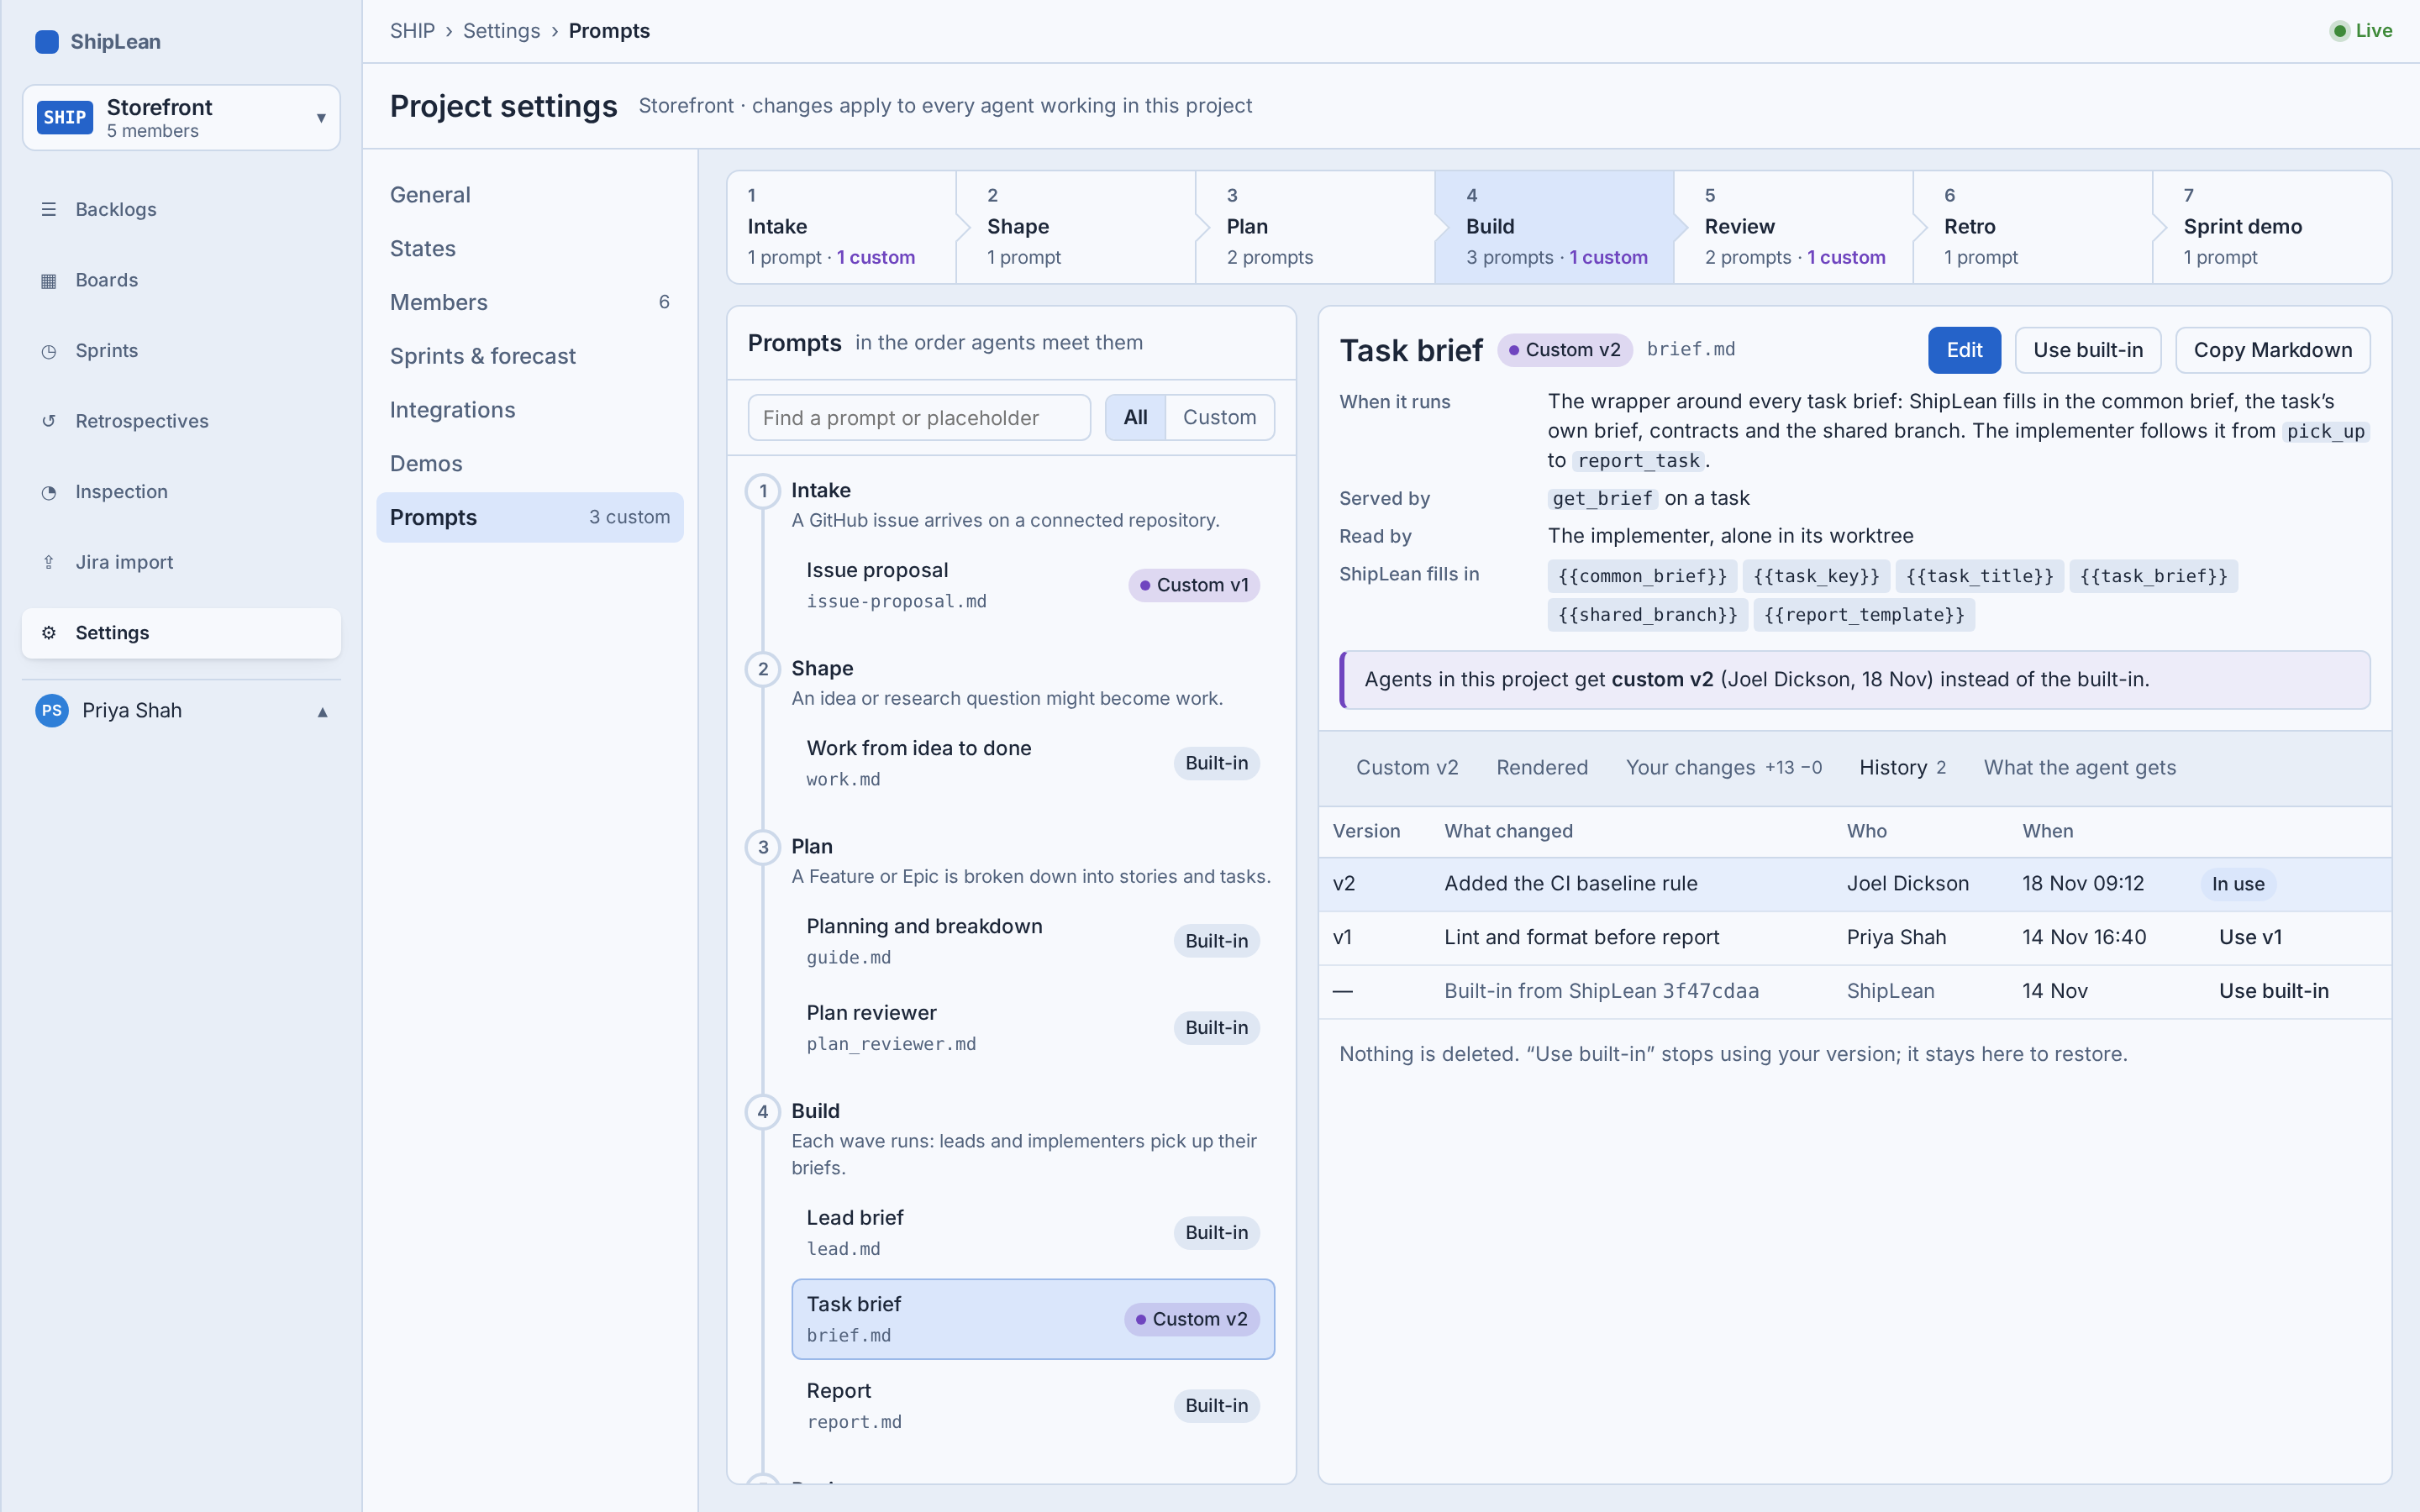 ShipLean
SHIP
Storefront
5 members
Backlogs
Boards
Sprints
Retrospectives
Inspection
Jira import
Settings
PS
Priya Shah
SHIP › Settings › Prompts
Live
Project settings
Storefront · changes apply to every agent working in this project
General
States
Members 6
Sprints & forecast
Integrations
Demos
Prompts 3 custom
1
Intake
1 prompt · 1 custom
2
Shape
1 prompt
3
Plan
2 prompts
4
Build
3 prompts · 1 custom
5
Review
2 prompts · 1 custom
6
Retro
1 prompt
7
Sprint demo
1 prompt
Prompts in the order agents meet them
Find a prompt or placeholder
All
Custom
1 Intake
A GitHub issue arrives on a connected repository.
Issue proposal
issue-proposal.md
Custom v1
2 Shape
An idea or research question might become work.
Work from idea to done
work.md
Built-in
3 Plan
A Feature or Epic is broken down into stories and tasks.
Planning and breakdown
guide.md
Built-in
Plan reviewer
plan_reviewer.md
Built-in
4 Build
Each wave runs: leads and implementers pick up their
briefs.
Lead brief
lead.md
Built-in
Task brief
brief.md
Custom v2
Report
report.md
Built-in
Task brief
Custom v2
brief.md
Edit
Use built-in
Copy Markdown
When it runs
The wrapper around every task brief: ShipLean fills in the common brief, the task’s
own brief, contracts and the shared branch. The implementer follows it from pick_up
to report_task.
Served by
get_brief on a task
Read by
The implementer, alone in its worktree
ShipLean fills in
{{common_brief}} {{task_key}} {{task_title}} {{task_brief}}
{{shared_branch}} {{report_template}}
Agents in this project get custom v2 (Joel Dickson, 18 Nov) instead of the built-in.
Custom v2
Rendered
Your changes +13 −0
History 2
What the agent gets
Version What changed Who When
v2 Added the CI baseline rule Joel Dickson 18 Nov 09:12 In use
v1 Lint and format before report Priya Shah 14 Nov 16:40 Use v1
— Built-in from ShipLean 3f47cdaa ShipLean 14 Nov Use built-in
Nothing is deleted. “Use built-in” stops using your version; it stays here to restore.